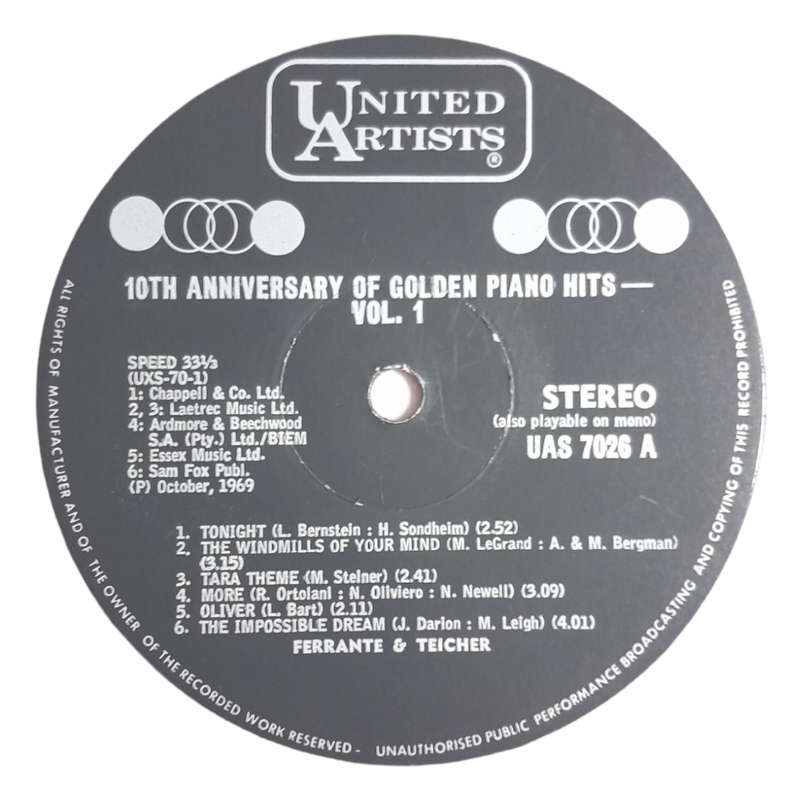 UNITED
ARTISTS®
10TH ANNIVERSARY OF GOLDEN PIANO HITS—
VOL. 1
SPEED 33⅓
(UXS-70-1)
1: Chappell & Co. Ltd.
2, 3: Laetrec Music Ltd.
4: Ardmore & Beechwood
S.A. (Pty.) Ltd./BIEM
5: Essex Music Ltd.
6: Sam Fox Publ.
(P) October, 1969
STEREO
(also playable on mono)
UAS 7026 A
1. TONIGHT (L. Bernstein : H. Sondheim) (2.52)
2. THE WINDMILLS OF YOUR MIND (M. LeGrand : A. & M. Bergman)
(3.15)
3. TARA THEME (M. Steiner) (2.41)
4. MORE (R. Ortolani : N. Oliviero : N. Newell) (3.09)
5. OLIVER (L. Bart) (2.11)
6. THE IMPOSSIBLE DREAM (J. Darion : M. Leigh) (4.01)
FERRANTE & TEICHER
ALL RIGHTS OF MANUFACTURER AND OF THE OWNER OF THE RECORDED WORK RESERVED - UNAUTHORISED PUBLIC PERFORMANCE BROADCASTING AND COPYING OF THIS RECORD PROHIBITED